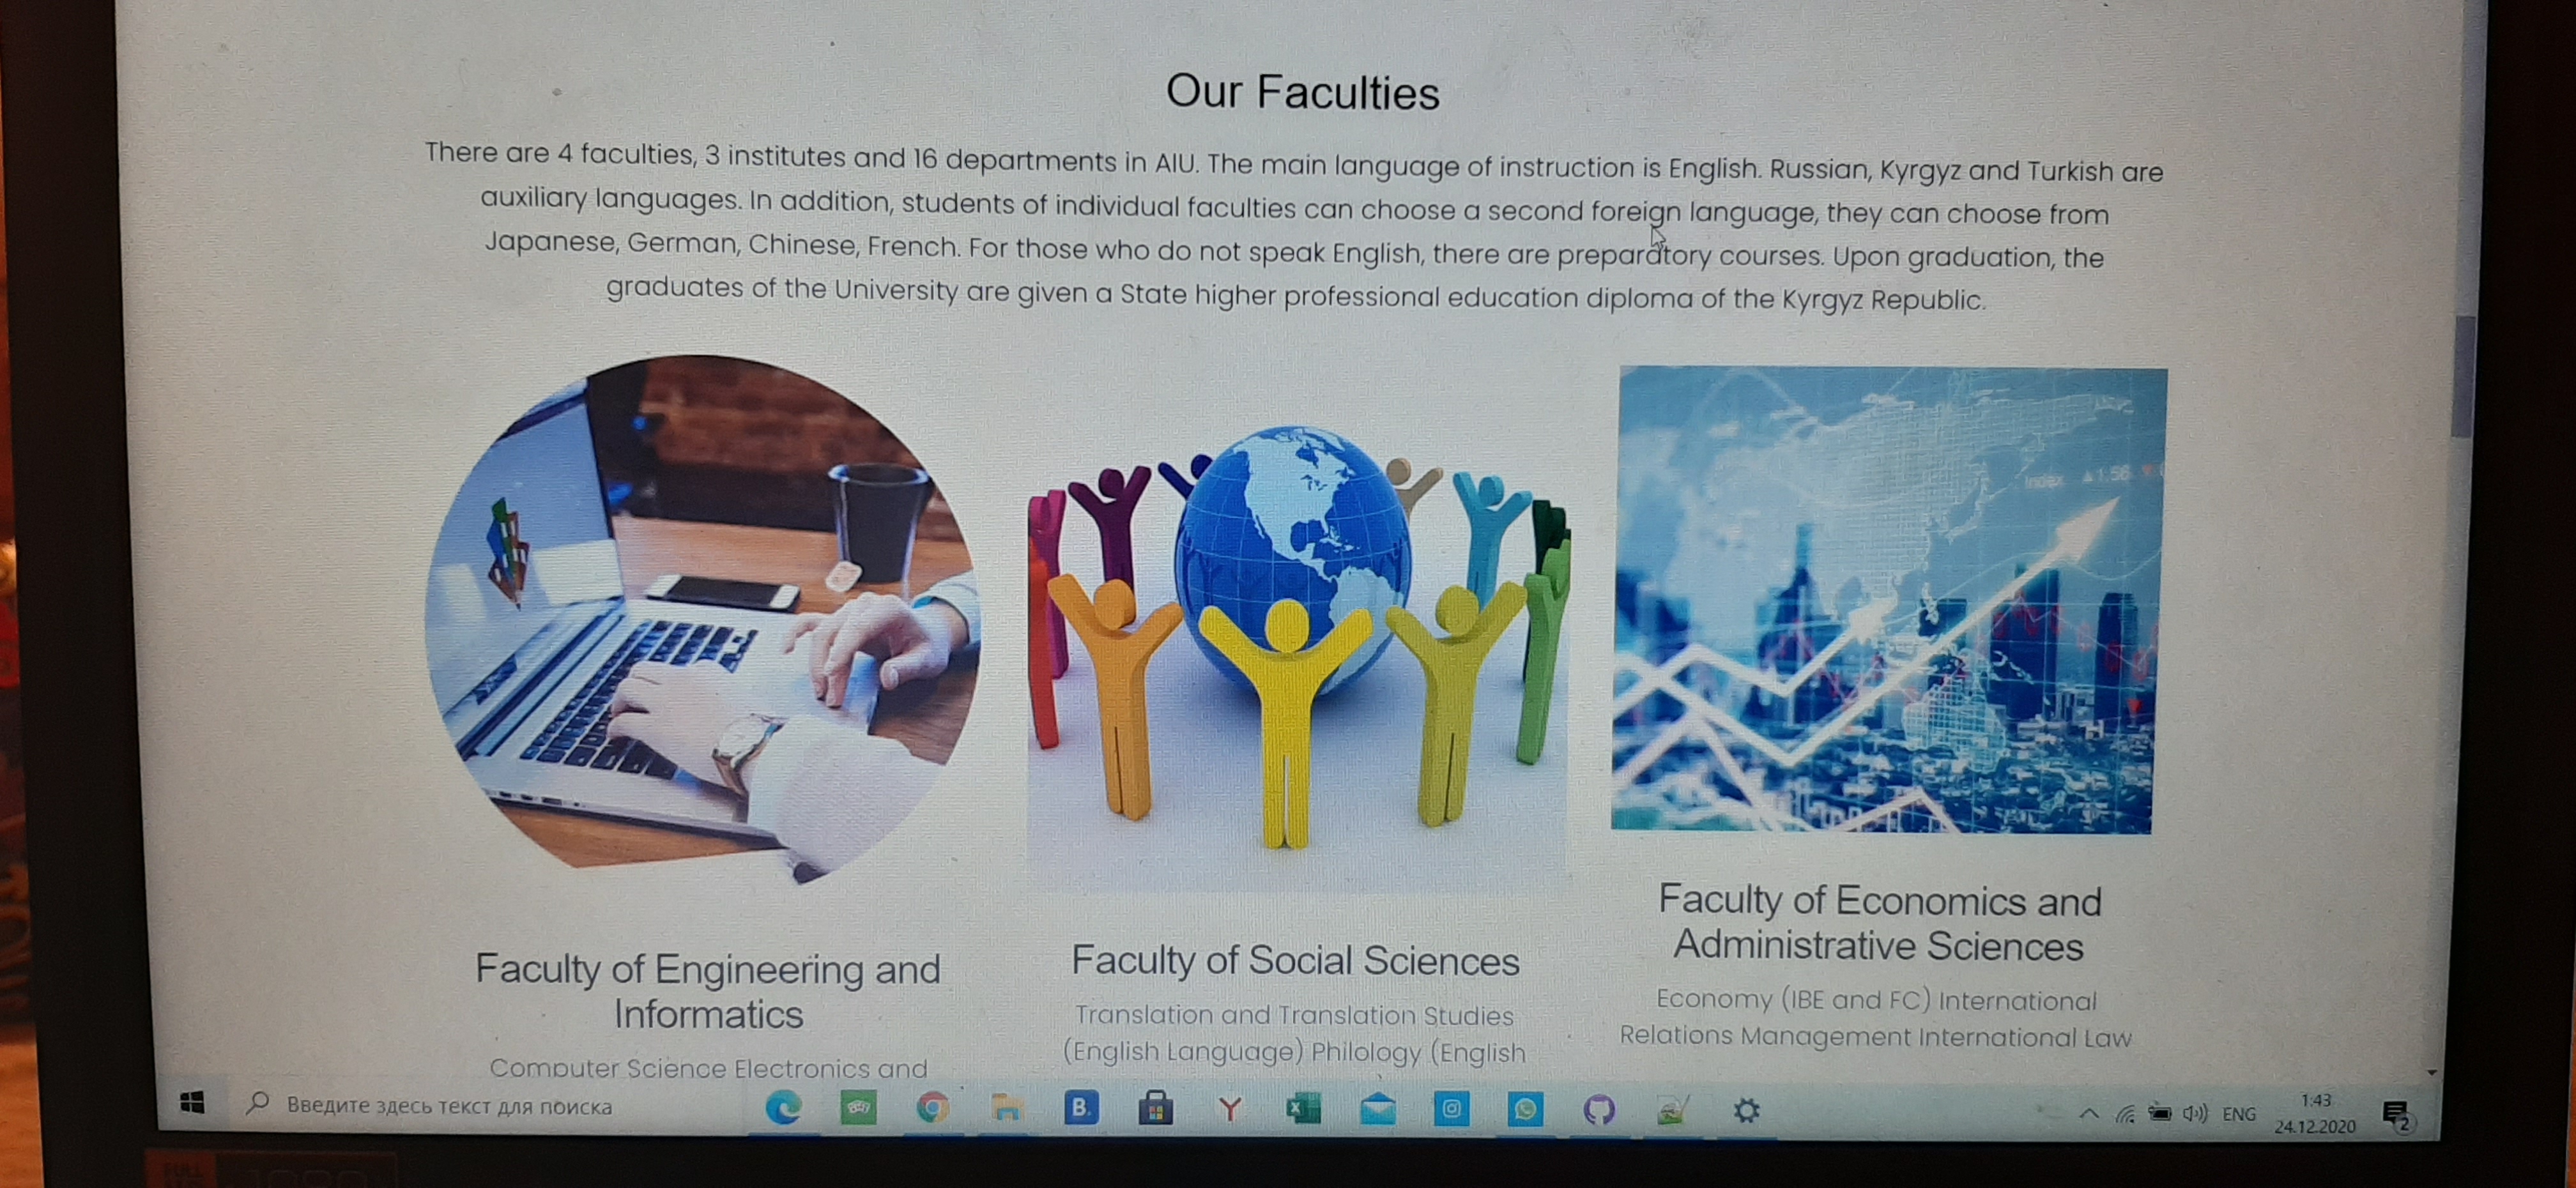 Our Faculties
There are 4 faculties, 3 institutes and 16 departments in AIU. The main language of instruction is English. Russian, Kyrgyz and Turkish are
auxiliary languages. In addition, students of individual faculties can choose a second foreign language, they can choose from
Japanese, German, Chinese, French. For those who do not speak English, there are preparatory courses. Upon graduation, the
graduates of the University are given a State higher professional education diploma of the Kyrgyz Republic.
Index ▲1.56
Faculty of Engineering and
Informatics
Computer Science Electronics and
Faculty of Social Sciences
Translation and Translation Studies
(English Language) Philology (English
Faculty of Economics and
Administrative Sciences
Economy (IBE and FC) International
Relations Management International Law
Введите здесь текст для поиска
B.
ENG
1:43
24.12.2020
2
FULL